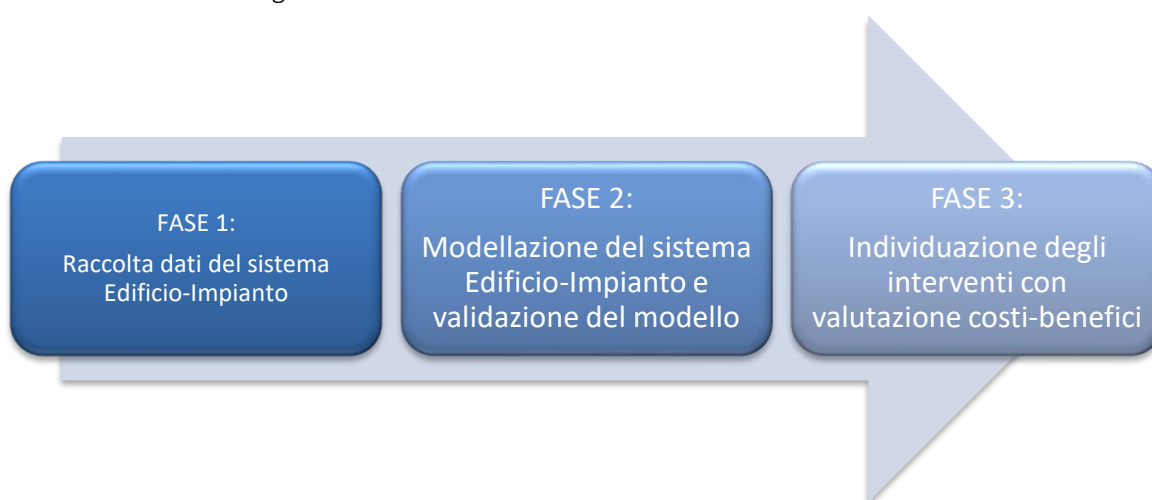 FASE 1:
Raccolta dati del sistema
Edificio-Impianto
FASE 2:
Modellazione del sistema
Edificio-Impianto e
validazione del modello
FASE 3:
Individuazione degli
interventi con
valutazione costi-benefici